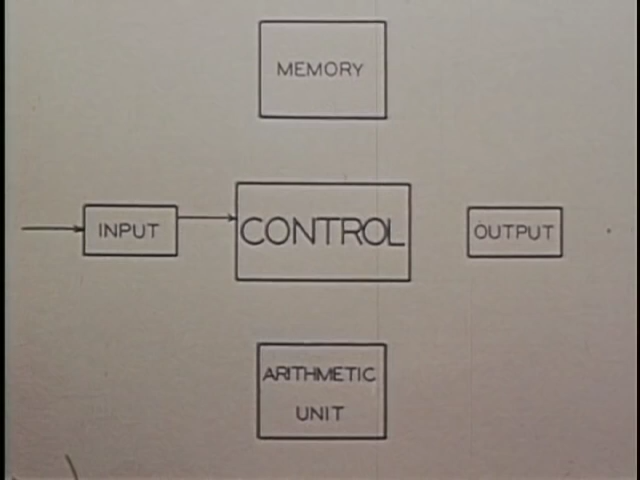 MEMORY
INPUT
CONTROL
OUTPUT
ARITHMETIC
UNIT